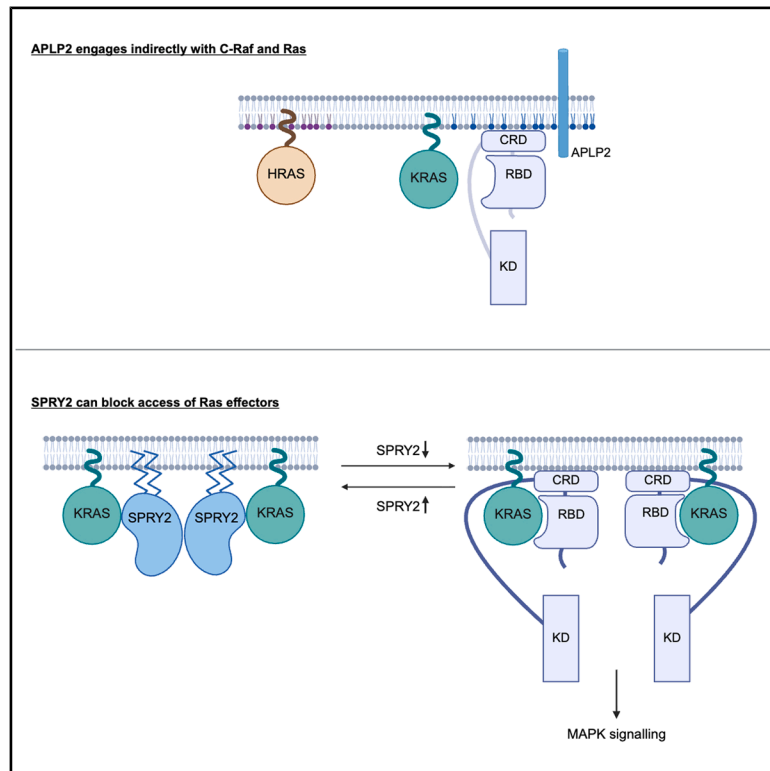 APLP2 engages indirectly with C-Raf and Ras
HRAS
KRAS
CRD
RBD
KD
APLP2
SPRY2 can block access of Ras effectors
KRAS
SPRY2
SPRY2
KRAS
SPRY2↓
SPRY2↑
CRD
CRD
KRAS
RBD
RBD
KRAS
KD
KD
MAPK signalling